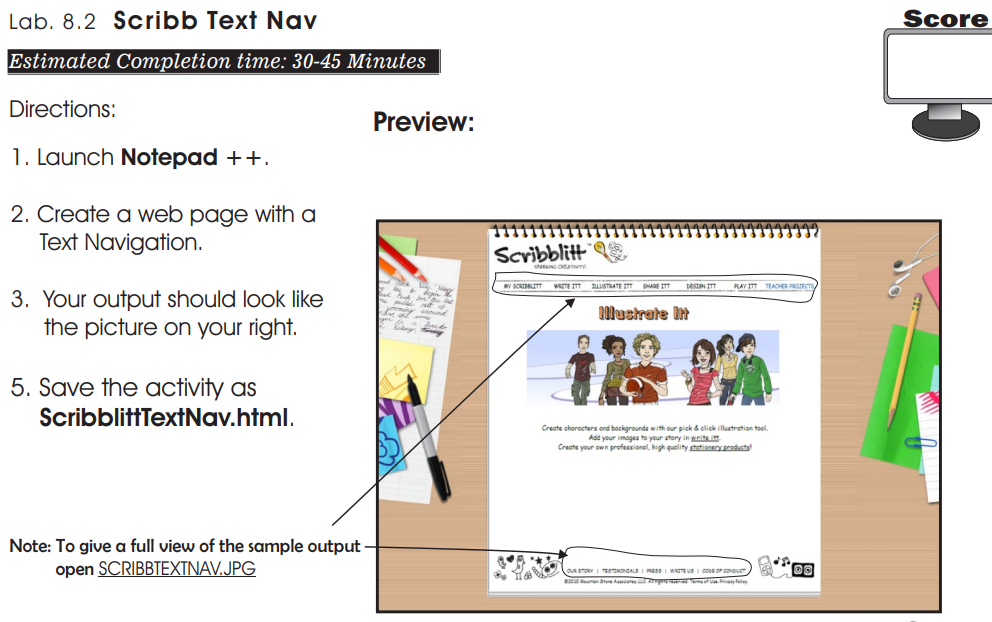 Lab. 8.2 Scribb Text Nav
Score
Estimated Completion time: 30-45 Minutes
Directions:
Preview:
1. Launch Notepad ++.
2. Create a web page with a
Text Navigation.
3. Your output should look like
the picture on your right.
5. Save the activity as
ScribblittTextNav.html.
Note: To give a full view of the sample output
open SCRIBBTEXTNAV.JPG
Scribblitt
SPARKING CREATIVITY!
MY SCRIBBLITT WRITE ITT ILLUSTRATE ITT SHARE ITT DESIGN ITT PLAY ITT TEACHER PROJECTS
Illustrate Itt
Create characters and backgrounds with our pick & click illustration tool.
Add your images to your story in write itt.
Create your own professional, high quality stationery products!
OUR STORY | TESTIMONIALS | PRESS | WRITE US | CODE OF CONDUCT
©2010 Mountain Stone Associates, LLC. All rights reserved. Terms of Use Privacy Policy